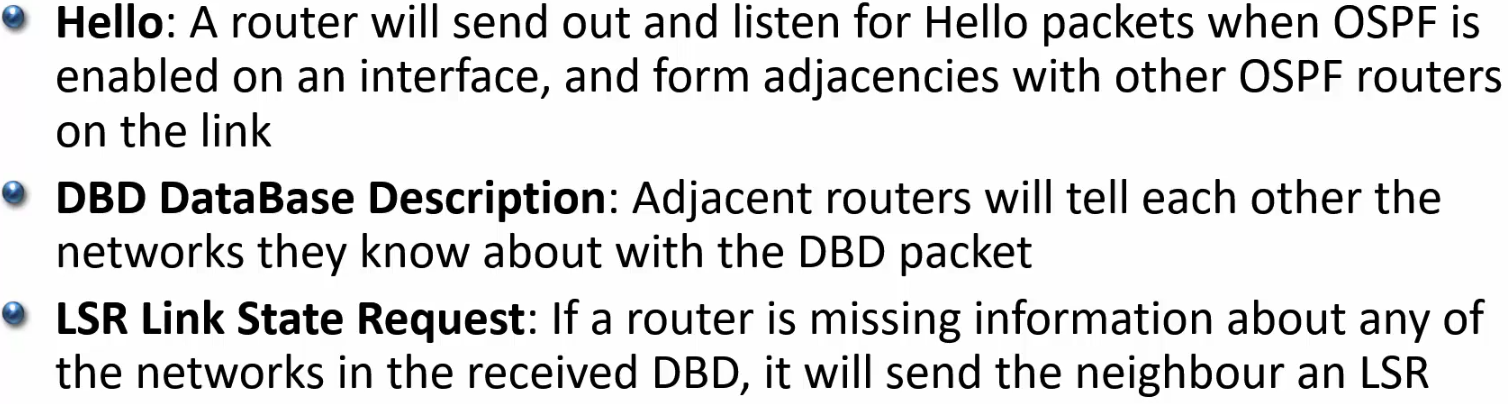 Hello: A router will send out and listen for Hello packets when OSPF is
enabled on an interface, and form adjacencies with other OSPF routers
on the link
DBD DataBase Description: Adjacent routers will tell each other the
networks they know about with the DBD packet
LSR Link State Request: If a router is missing information about any of
the networks in the received DBD, it will send the neighbour an LSR